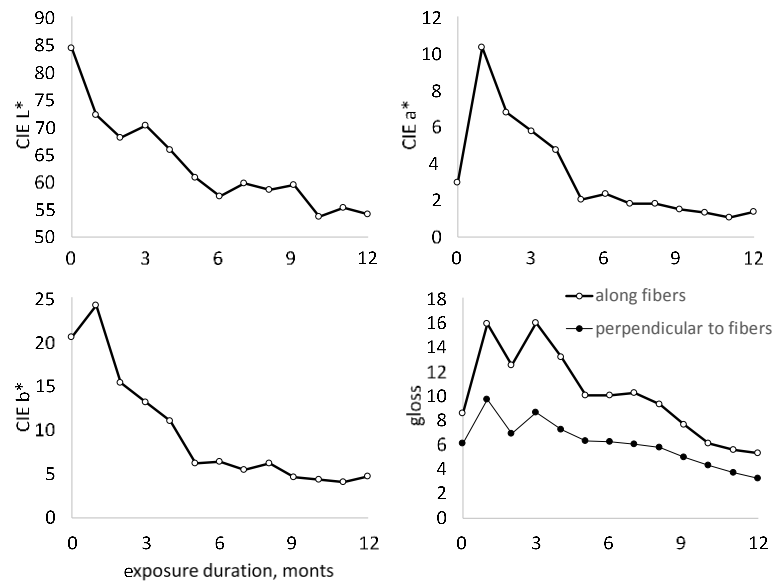 90
85
80
75
70
65
60
55
50
CIE L*
0 3 6 9 12
12
10
8
6
4
2
0
CIE a*
0 3 6 9 12
25
20
15
10
5
0
CIE b*
0 3 6 9 12
exposure duration, monts
18
16
14
12
10
8
6
4
2
0
gloss
along fibers
perpendicular to fibers
0 3 6 9 12